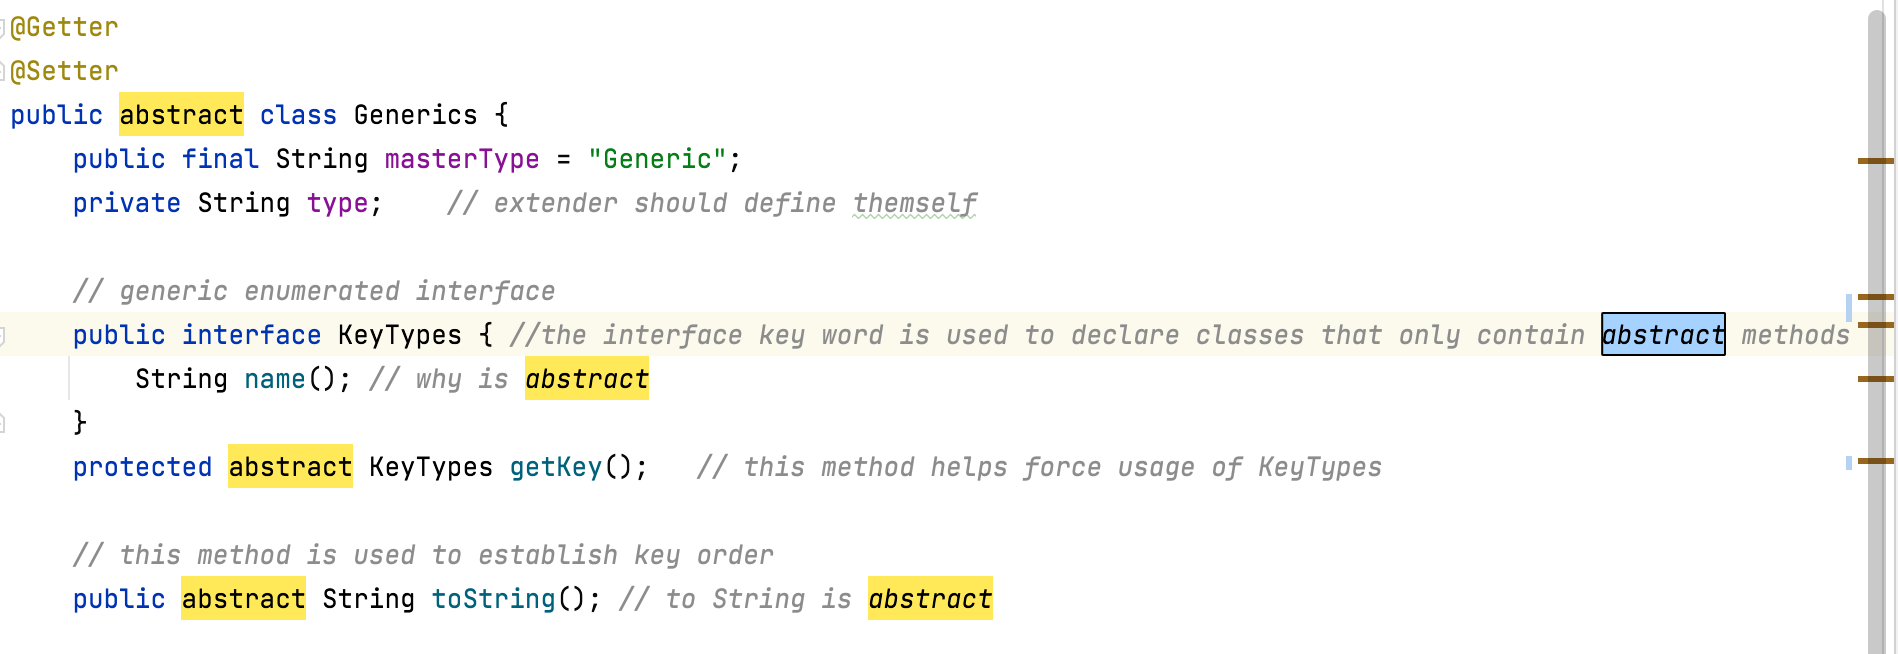 @Getter
@Setter
public abstract class Generics {
public final String masterType = "Generic";
private String type;    // extender should define themself
// generic enumerated interface
public interface KeyTypes { //the interface key word is used to declare classes that only contain abstract methods
String name(); // why is abstract
}
protected abstract KeyTypes getKey();   // this method helps force usage of KeyTypes
// this method is used to establish key order
public abstract String toString(); // to String is abstract